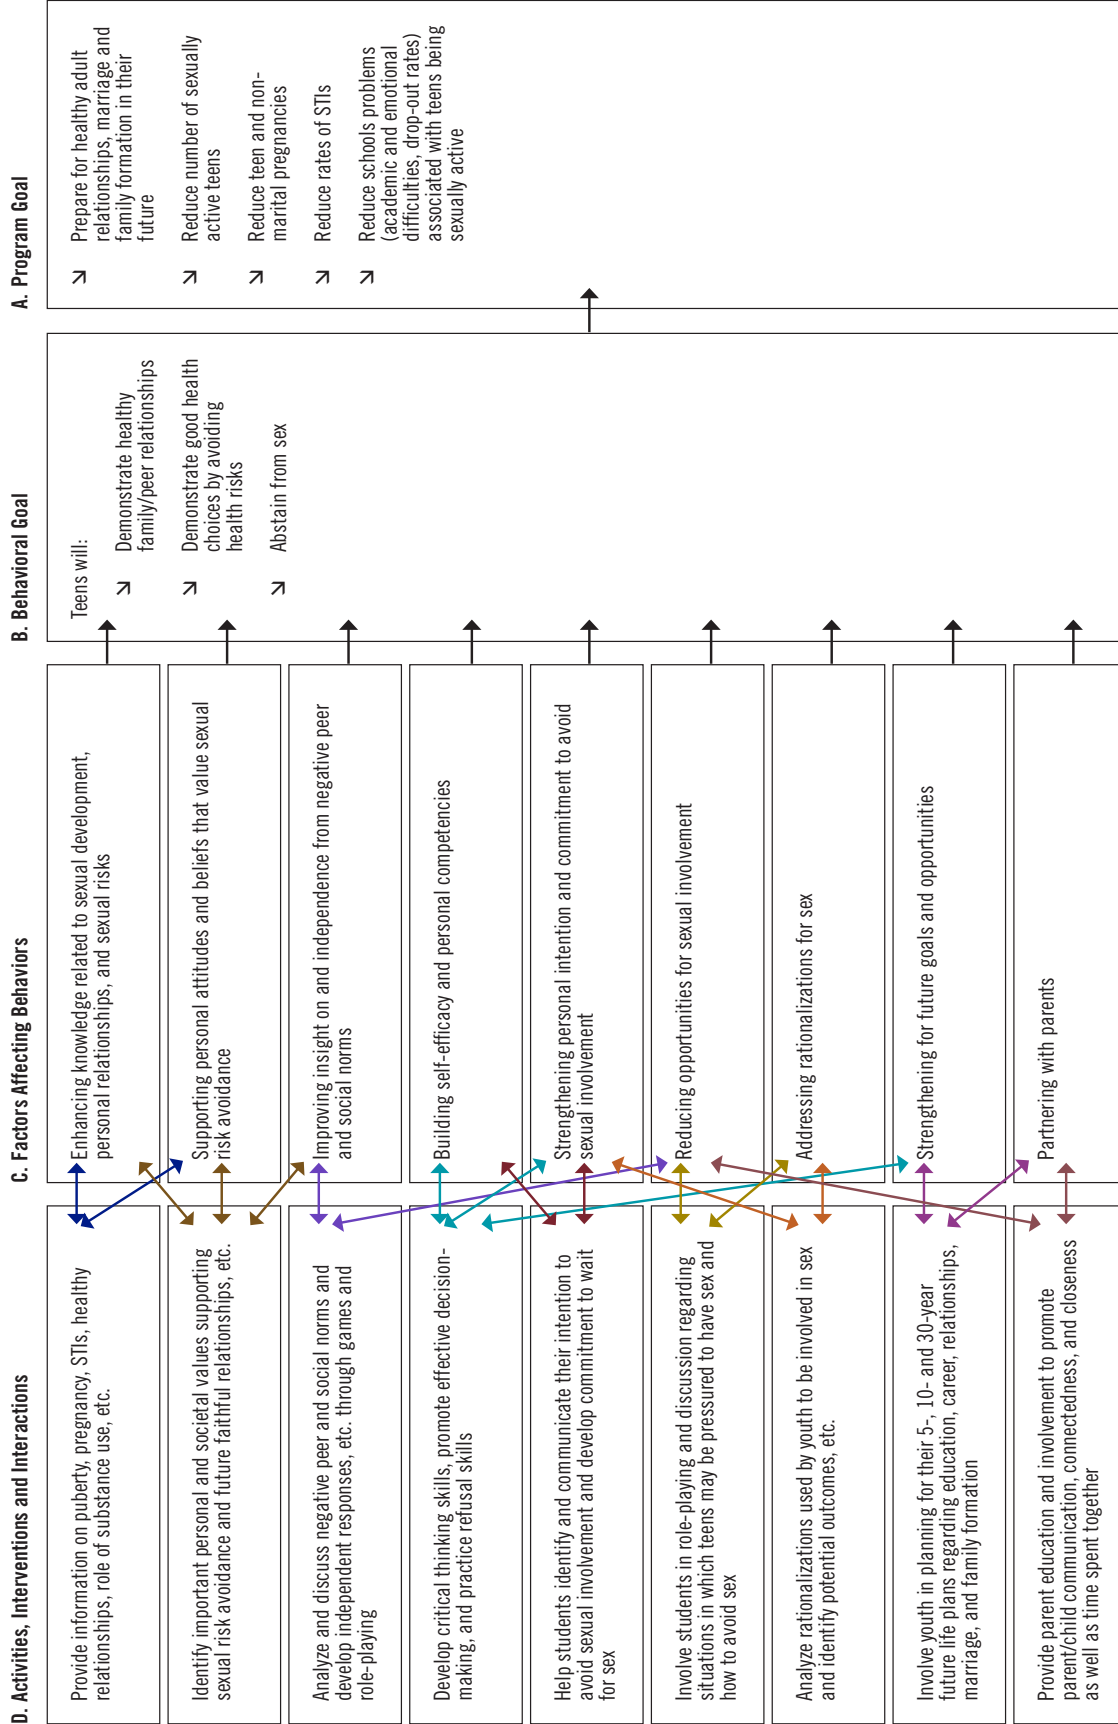 D. Activities, Interventions and Interactions
Provide information on puberty, pregnancy, STIs, healthy
relationships, role of substance use, etc.
Identify important personal and societal values supporting
sexual risk avoidance and future faithful relationships, etc.
Analyze and discuss negative peer and social norms and
develop independent responses, etc. through games and
role-playing
Develop critical thinking skills, promote effective decision-
making, and practice refusal skills
Help students identify and communicate their intention to
avoid sexual involvement and develop commitment to wait
for sex
Involve students in role-playing and discussion regarding
situations in which teens may be pressured to have sex and
how to avoid sex
Analyze rationalizations used by youth to be involved in sex
and identify potential outcomes, etc.
Involve youth in planning for their 5-, 10- and 30-year
future life plans regarding education, career, relationships,
marriage, and family formation
Provide parent education and involvement to promote
parent/child communication, connectedness, and closeness
as well as time spent together
C. Factors Affecting Behaviors
Enhancing knowledge related to sexual development,
personal relationships, and sexual risks
Supporting personal attitudes and beliefs that value sexual
risk avoidance
Improving insight on and independence from negative peer
and social norms
Building self-efficacy and personal competencies
Strengthening personal intention and commitment to avoid
sexual involvement
Reducing opportunities for sexual involvement
Addressing rationalizations for sex
Strengthening for future goals and opportunities
Partnering with parents
B. Behavioral Goal
Teens will:
Demonstrate healthy
family/peer relationships
Demonstrate good health
choices by avoiding
health risks
Abstain from sex
A. Program Goal
Prepare for healthy adult
relationships, marriage and
family formation in their
future
Reduce number of sexually
active teens
Reduce teen and non-
marital pregnancies
Reduce rates of STIs
Reduce schools problems
(academic and emotional
difficulties, drop-out rates)
associated with teens being
sexually active